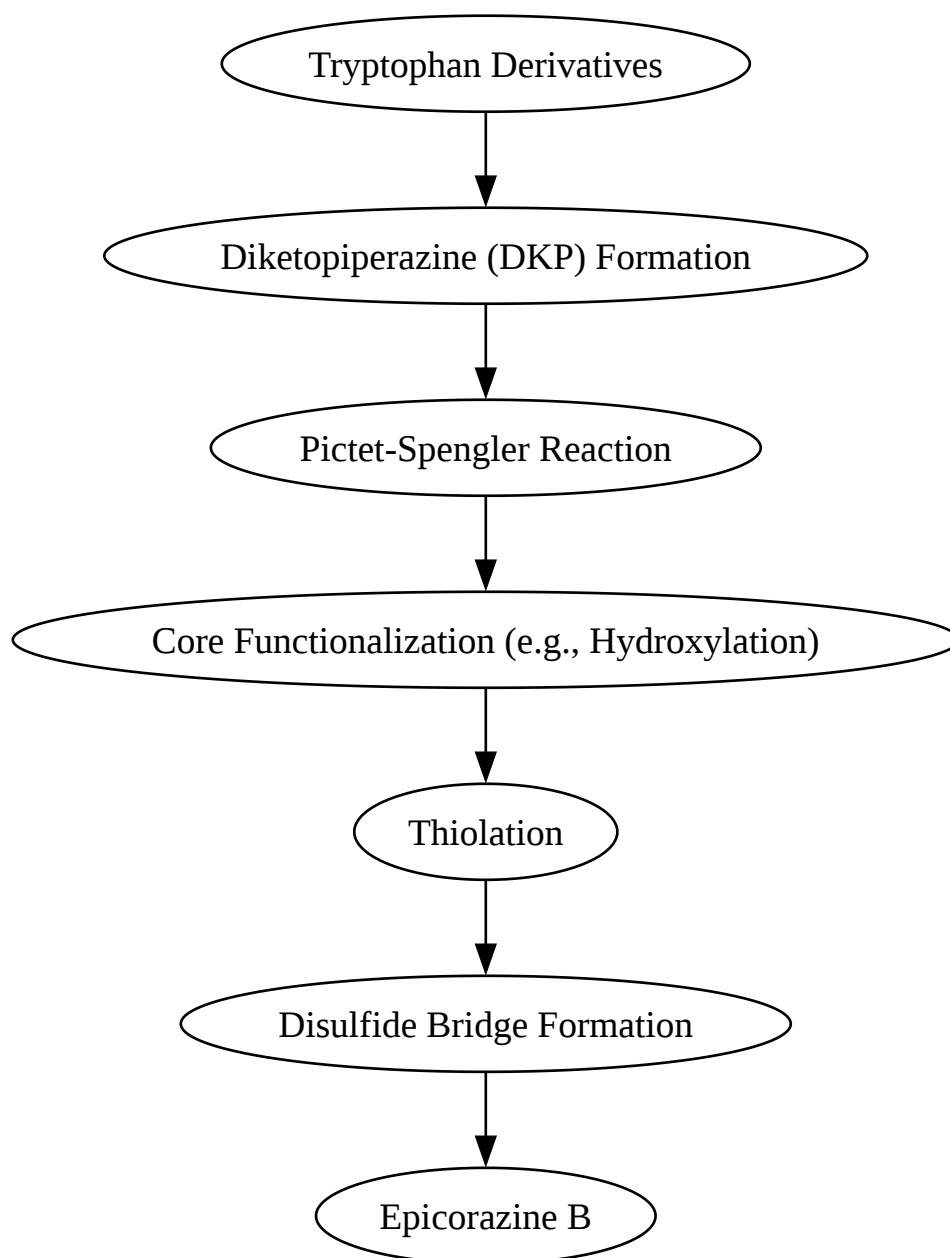 Tryptophan Derivatives
Diketopiperazine (DKP) Formation
Pictet-Spengler Reaction
Core Functionalization (e.g., Hydroxylation)
Thiolation
Disulfide Bridge Formation
Epicorazine B